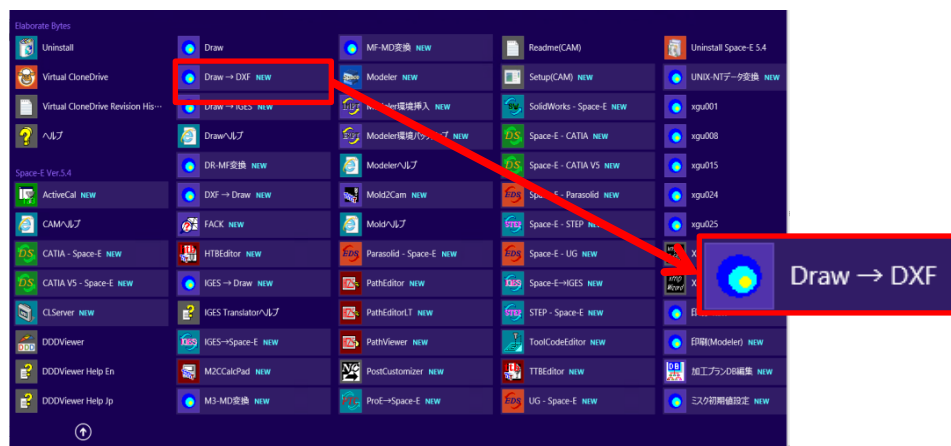 Elaborate Bytes
Uninstall
Virtual CloneDrive
Virtual CloneDrive Revision His…
ヘルプ
Space-E Ver.5.4
ActiveCal NEW
CAMヘルプ
CATIA - Space-E NEW
CATIA V5 - Space-E NEW
CLServer NEW
DDDViewer
DDDViewer Help En
DDDViewer Help Jp
Draw
Draw → DXF NEW
Draw → IGES NEW
Drawヘルプ
DR-MF変換 NEW
DXF → Draw NEW
FACK NEW
HTBEditor NEW
IGES → Draw NEW
IGES Translatorヘルプ
IGES→Space-E NEW
M2CCalcPad NEW
M3-MD変換 NEW
MF-MD変換 NEW
Modeler NEW
Modeler環境挿入 NEW
NEW
Modelerヘルプ
Mold2Cam NEW
Moldヘルプ
Parasolid - Space-E NEW
PathEditor NEW
PathEditorLT NEW
PathViewer NEW
PostCustomizer NEW
ProE→Space-E NEW
Readme(CAM)
Setup(CAM) NEW
SolidWorks - Space-E NEW
Space-E - CATIA NEW
Space-E - CATIA V5 NEW
Space-E - Parasolid NEW
Space-E - STEP NEW
Space-E - UG NEW
Space-E→IGES NEW
STEP - Space-E NEW
ToolCodeEditor NEW
TTBEditor NEW
UG - Space-E NEW
Uninstall Space-E 5.4
UNIX-NTデータ変換 NEW
xgu001
xgu008
xgu015
xgu024
xgu025
印刷(Modeler) NEW
加工プランDB編集 NEW
ミスク初期値設定 NEW
Draw → DXF